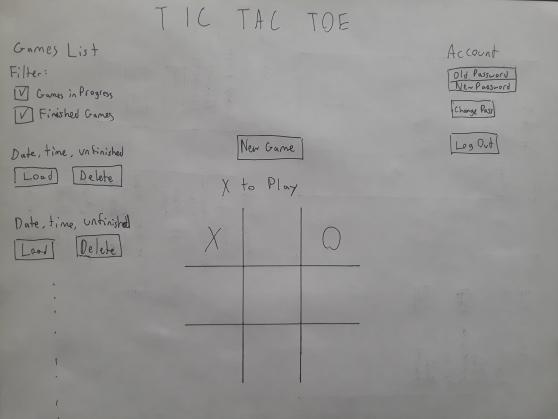 TIC TAC TOE
Games List
Filter:
Games in Progress
Finished Games
Date, time, unfinished
Load Delete
Date, time, unfinished
Load Delete
New Game
X to Play
X O
Account
Old Password
New Password
Change Pass
Log Out